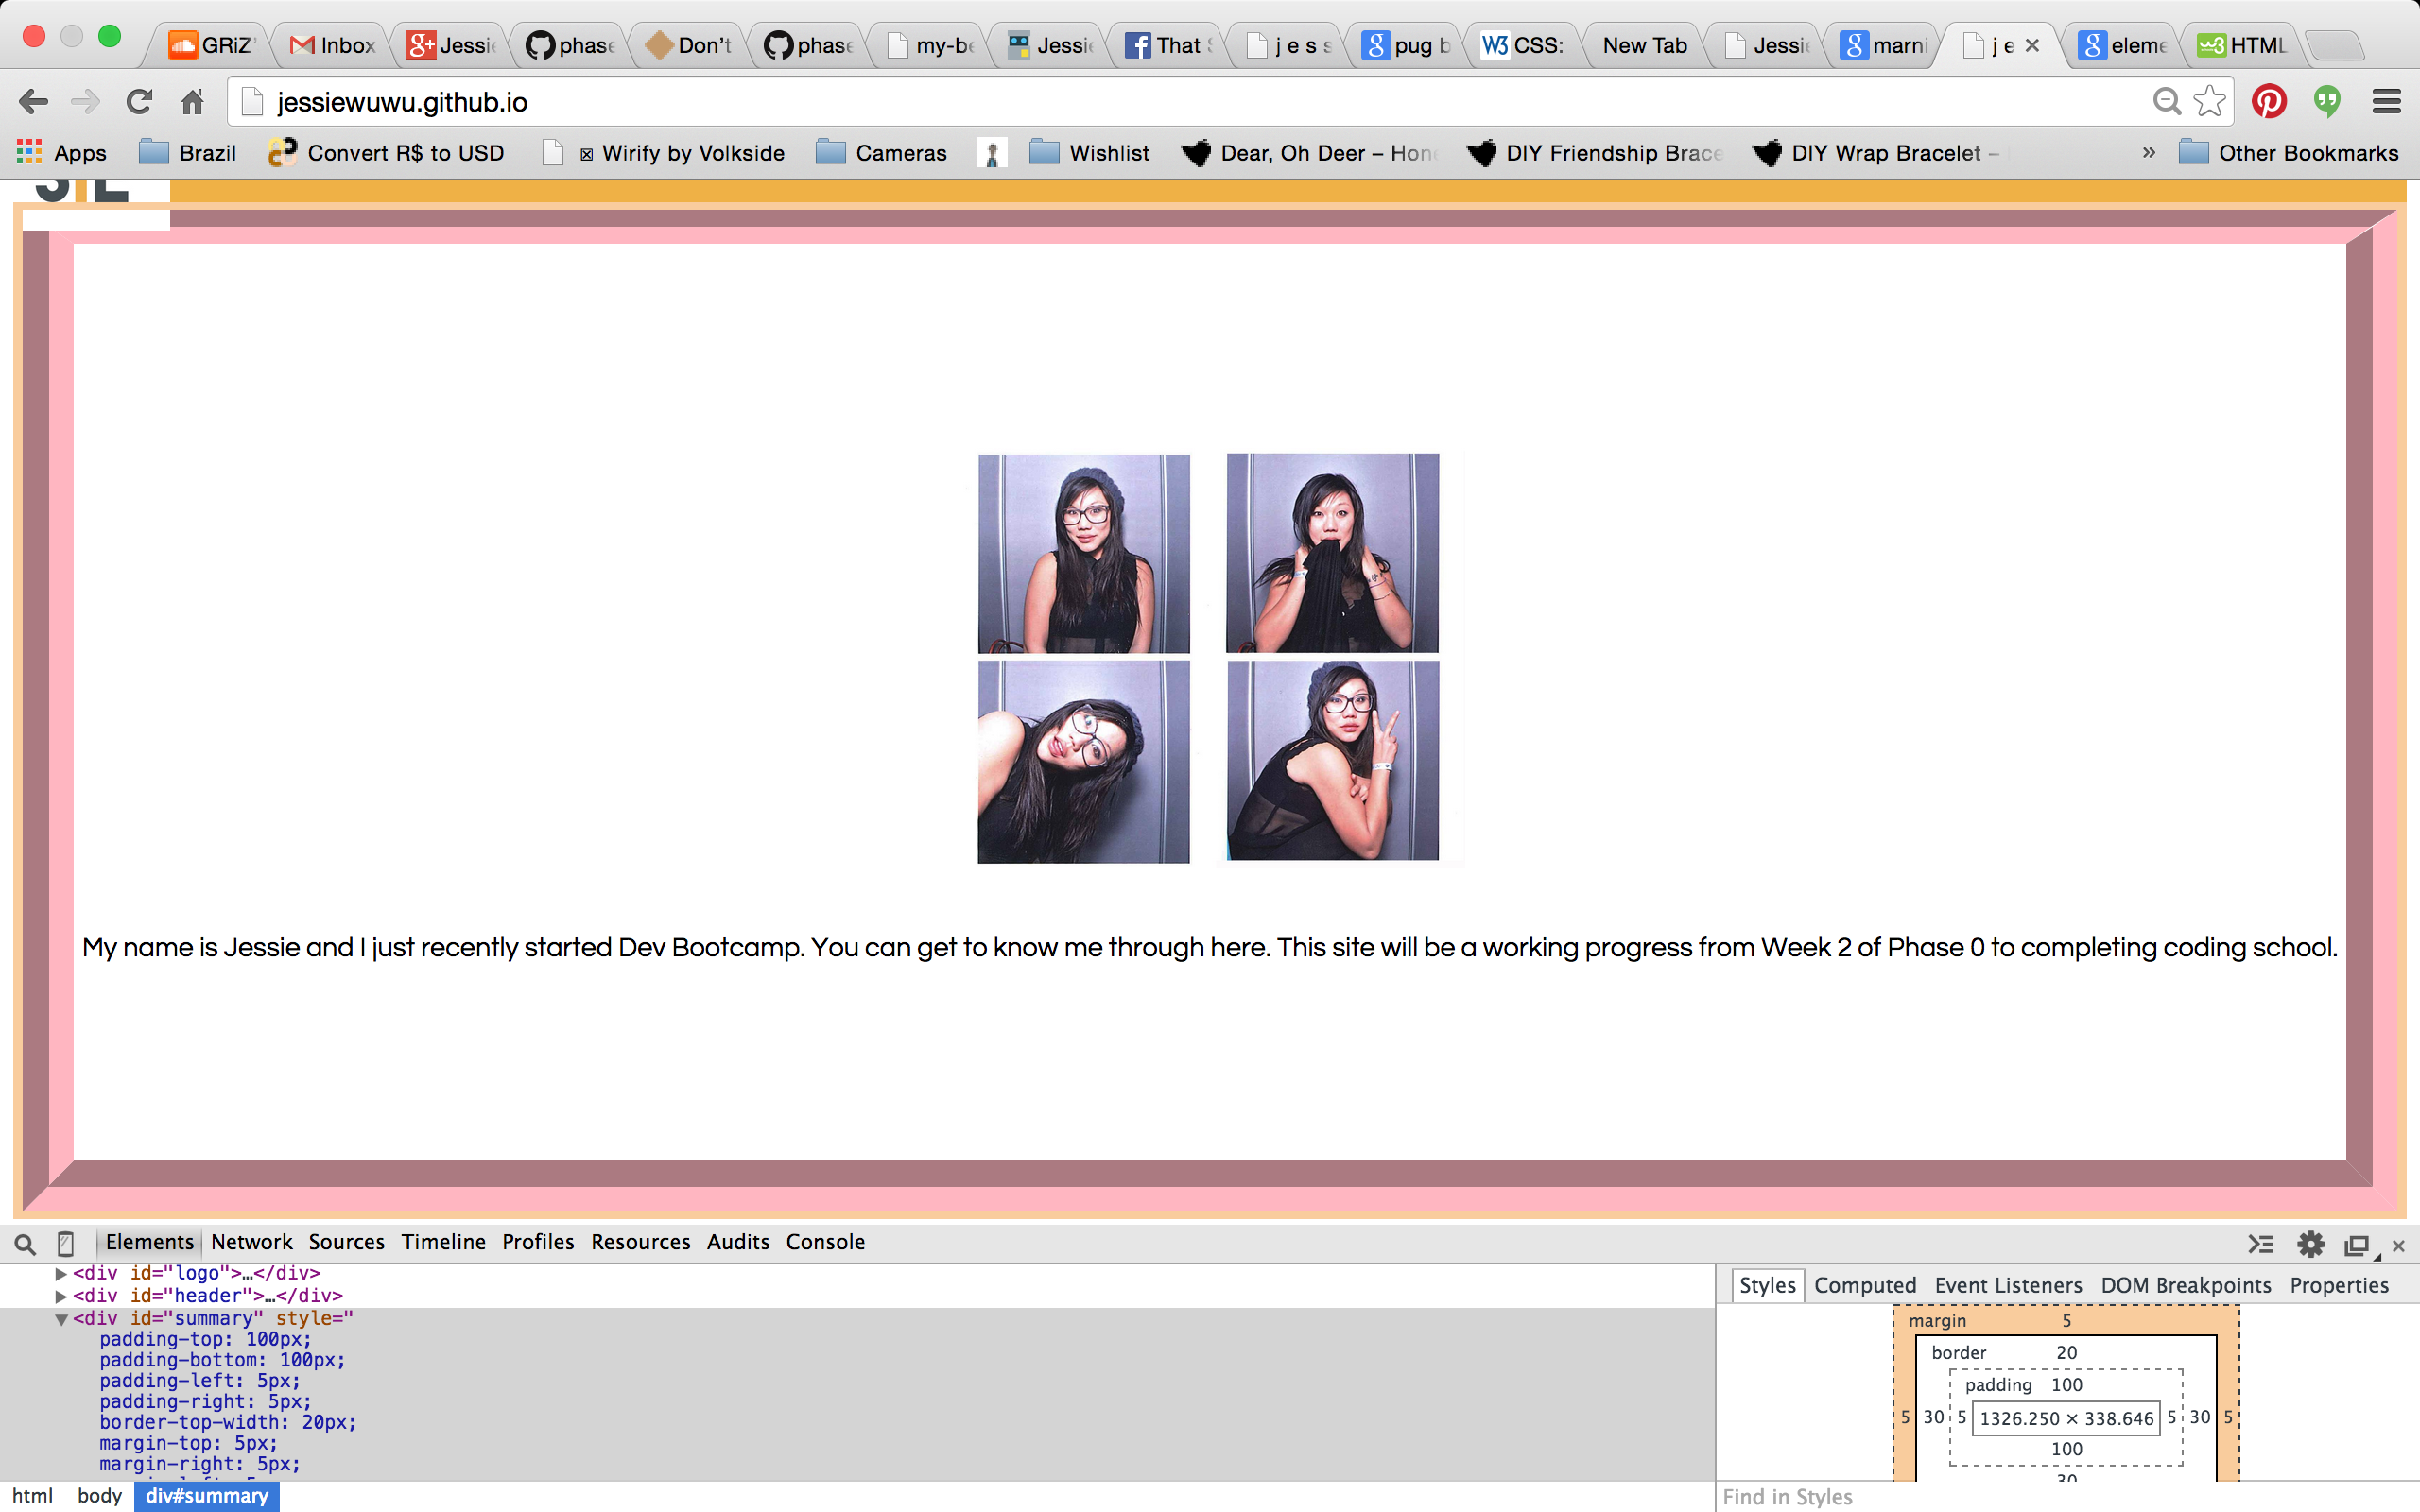 GRiZ
Inbox
Jessie
phase
Don't
phase
my-be
Jessie
That S
j e s s
pug b
CSS:
New Tab
Jessie
marni
j e
eleme
HTML
jessiewuwu.github.io
Apps
Brazil
Convert R$ to USD
Wirify by Volkside
Cameras
Wishlist
Dear, Oh Deer – Hone
DIY Friendship Brace
DIY Wrap Bracelet –
»
Other Bookmarks
SIE
My name is Jessie and I just recently started Dev Bootcamp. You can get to know me through here. This site will be a working progress from Week 2 of Phase 0 to completing coding school.
Elements Network Sources Timeline Profiles Resources Audits Console
<div id="logo">…</div>
<div id="header">…</div>
<div id="summary" style="
padding-top: 100px;
padding-bottom: 100px;
padding-left: 5px;
padding-right: 5px;
border-top-width: 20px;
margin-top: 5px;
margin-right: 5px;
html body div#summary
Styles Computed Event Listeners DOM Breakpoints Properties
margin 5
border 20
padding 100
5 30 5 1326.250 × 338.646 5 30 5
100
30
Find in Styles